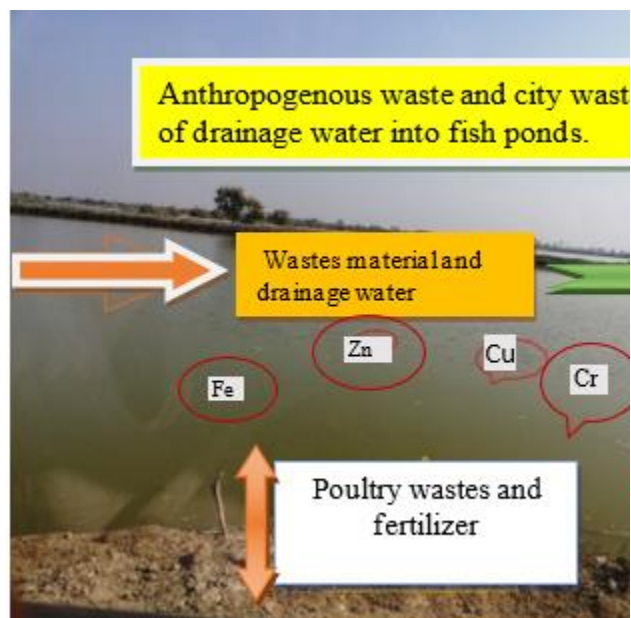 Anthropogenous waste and city wast
of drainage water into fish ponds.
Wastes material and
drainage water
Zn
Cu
Fe
Cr
Poultry wastes and
fertilizer